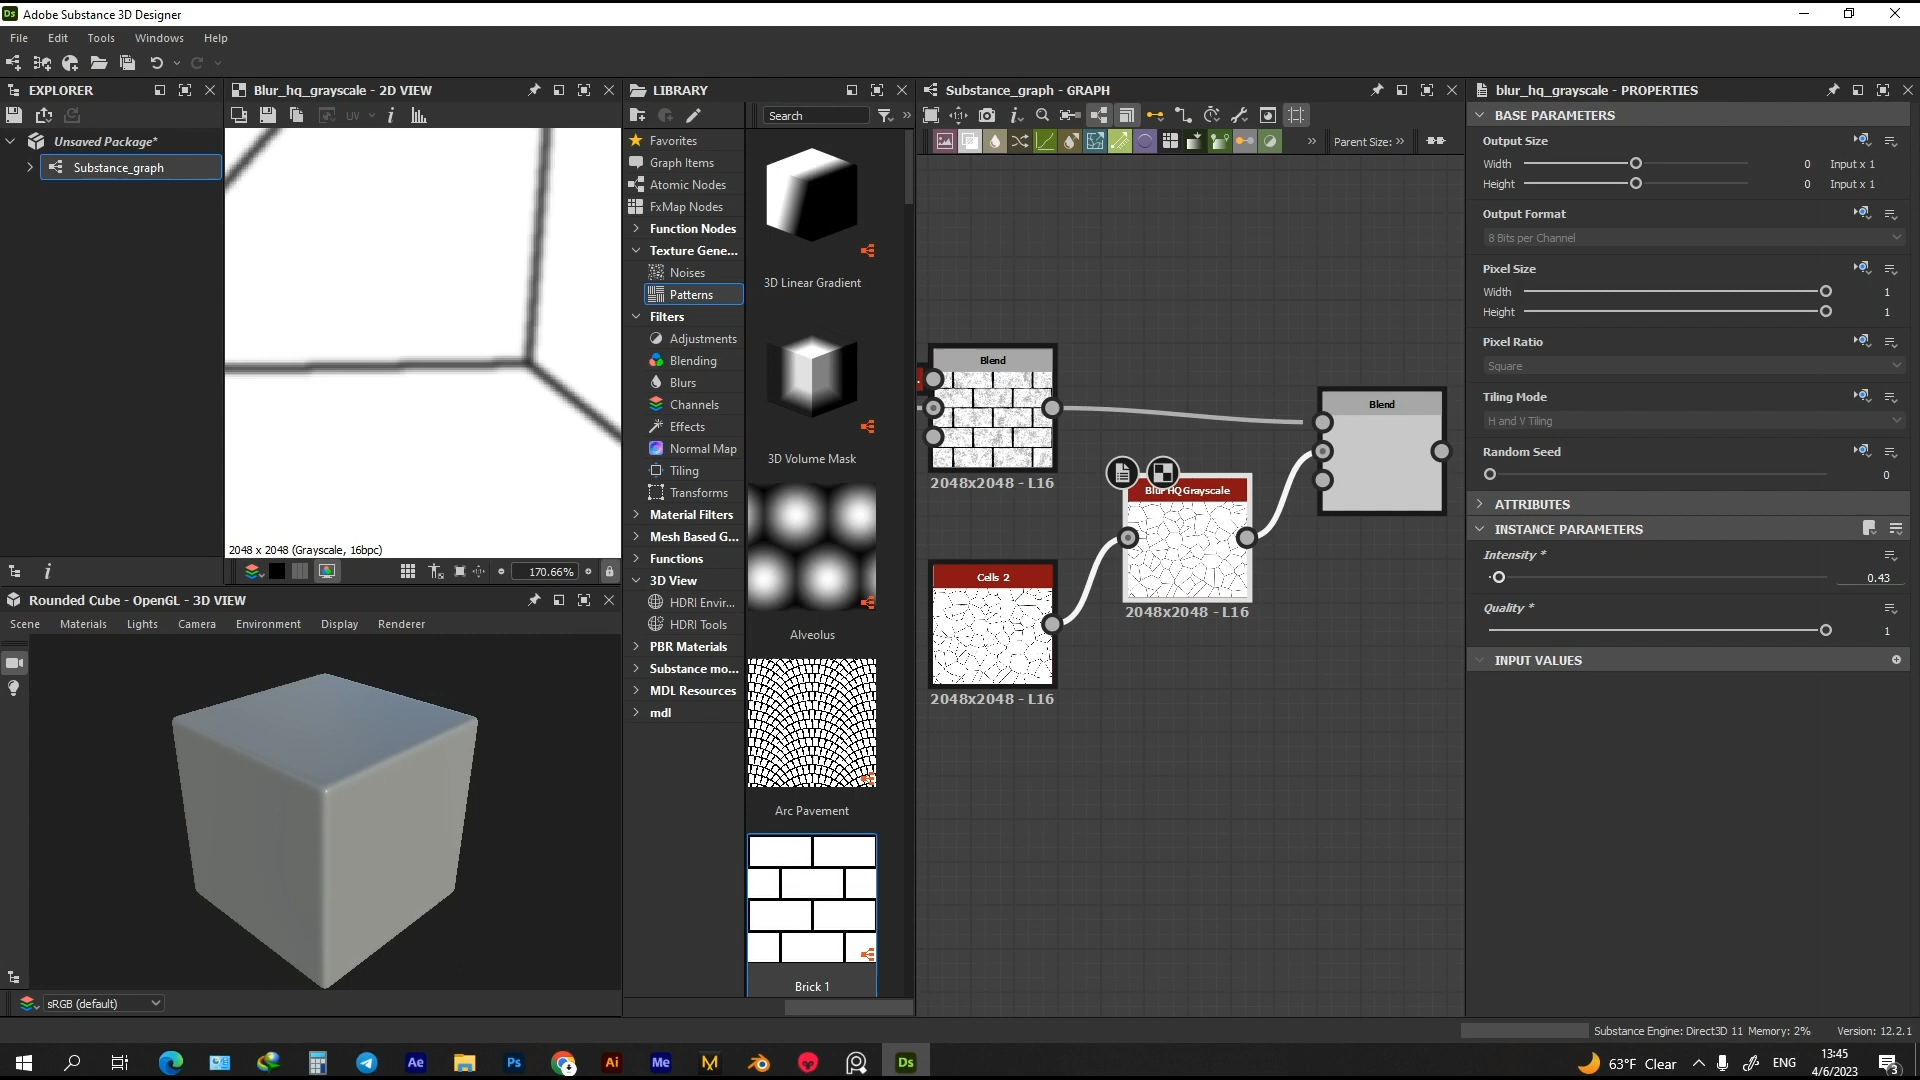 Adobe Substance 3D Designer
File Edit Tools Windows Help
EXPLORER
Unsaved Package*
Substance_graph
Blur_hq_grayscale - 2D VIEW
UV
2048 x 2048 (Grayscale, 16bpc)
170.66%
Rounded Cube - OpenGL - 3D VIEW
Scene Materials Lights Camera Environment Display Renderer
sRGB (default)
LIBRARY
Search
Favorites
Graph Items
Atomic Nodes
FxMap Nodes
Function Nodes
Texture Gene...
Noises
Patterns
Filters
Adjustments
Blending
Blurs
Channels
Effects
Normal Map
Tiling
Transforms
Material Filters
Mesh Based G...
Functions
3D View
HDRI Envir...
HDRI Tools
PBR Materials
Substance mo...
MDL Resources
mdl
3D Linear Gradient
3D Volume Mask
Alveolus
Arc Pavement
Brick 1
Substance_graph - GRAPH
Parent Size:
Blend
2048x2048 - L16
Cells 2
2048x2048 - L16
Blur HQ Grayscale
2048x2048 - L16
Blend
blur_hq_grayscale - PROPERTIES
BASE PARAMETERS
Output Size
Width 0 Input x 1
Height 0 Input x 1
Output Format
8 Bits per Channel
Pixel Size
Width 1
Height 1
Pixel Ratio
Square
Tiling Mode
H and V Tiling
Random Seed
0
ATTRIBUTES
INSTANCE PARAMETERS
Intensity *
0.43
Quality *
1
INPUT VALUES
Substance Engine: Direct3D 11 Memory: 2% Version: 12.2.1
Ae Ps Ai Me M Ds
63°F Clear
ENG
13:45
4/6/2023
3